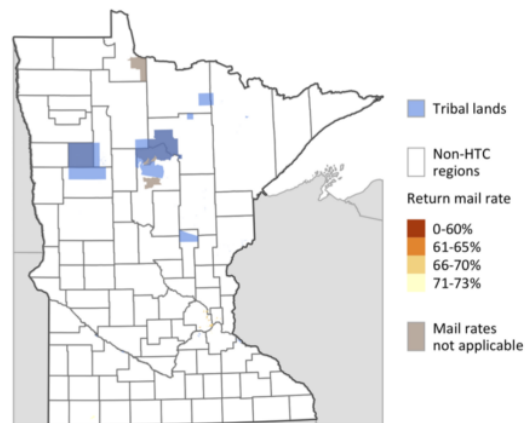 Tribal lands
Non-HTC
regions
Return mail rate
0-60%
61-65%
66-70%
71-73%
Mail rates
not applicable